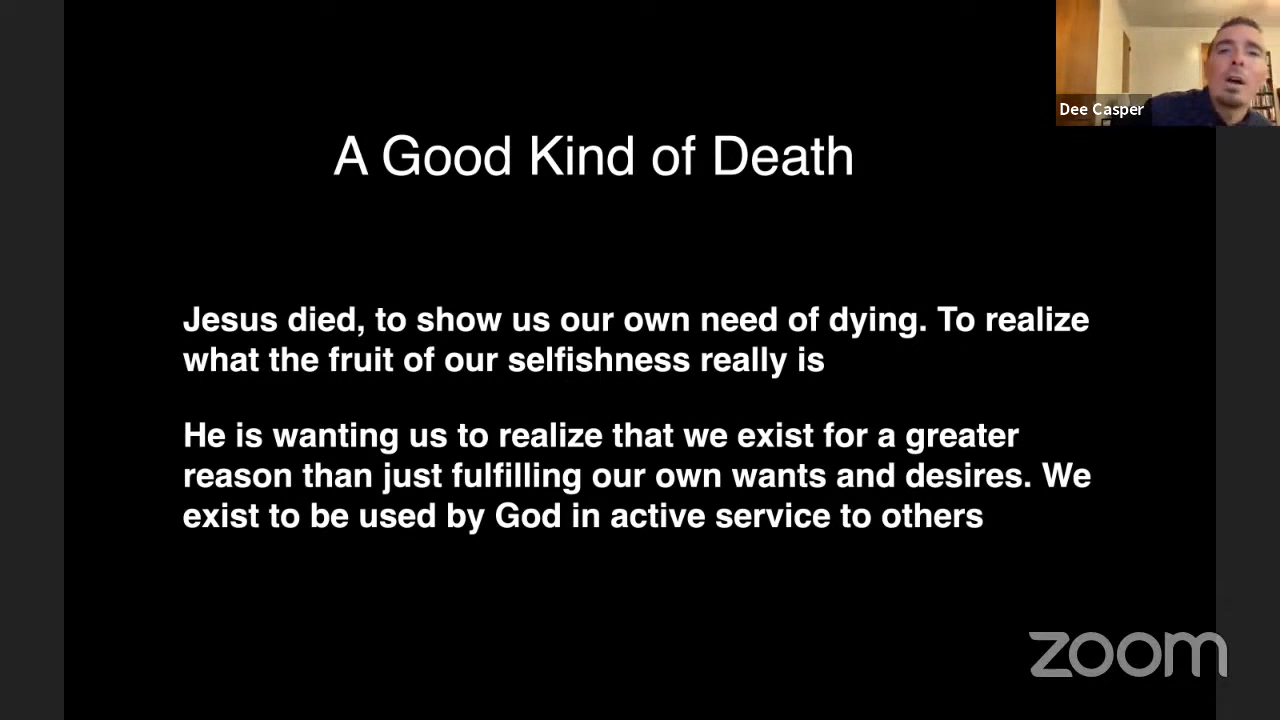 Dee Casper
A Good Kind of Death
Jesus died, to show us our own need of dying. To realize
what the fruit of our selfishness really is
He is wanting us to realize that we exist for a greater
reason than just fulfilling our own wants and desires. We
exist to be used by God in active service to others
zoom